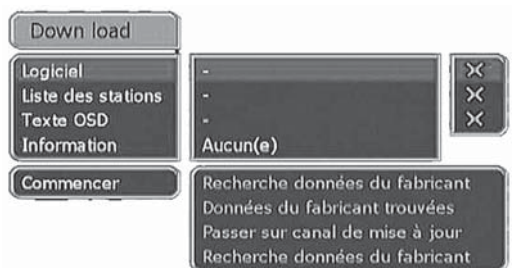 Down load
Logiciel -
Liste des stations -
Texte OSD -
Information Aucun(e)
Commencer
Recherche données du fabricant
Données du fabricant trouvées
Passer sur canal de mise à jour
Recherche données du fabricant